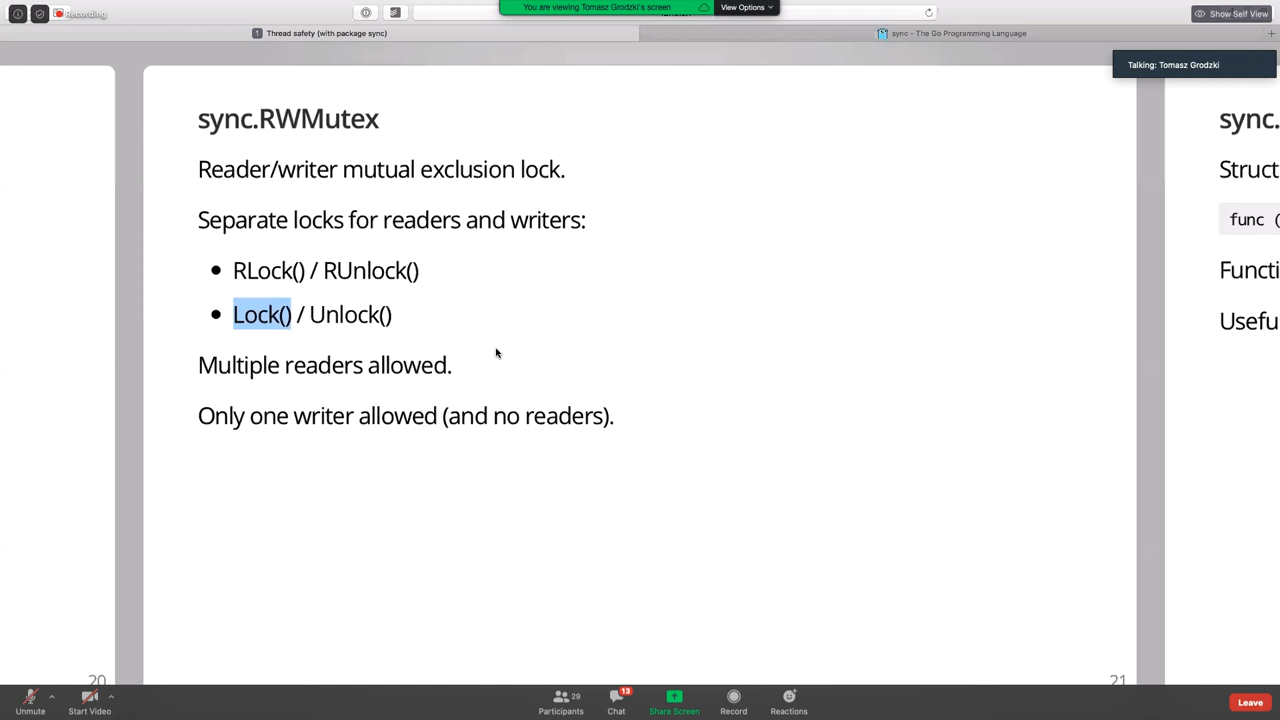 You are viewing Tomasz Grodzki's screen
View Options
Recording
Show Self View
1 Thread safety (with package sync)
sync - The Go Programming Language
Talking: Tomasz Grodzki
sync.RWMutex
Reader/writer mutual exclusion lock.
Separate locks for readers and writers:
• RLock() / RUnlock()
• Lock() / Unlock()
Multiple readers allowed.
Only one writer allowed (and no readers).
sync.
Struct
func (
Functi
Usefu
20
21
Unmute
Start Video
29
Participants
13
Chat
Share Screen
Record
Reactions
Leave